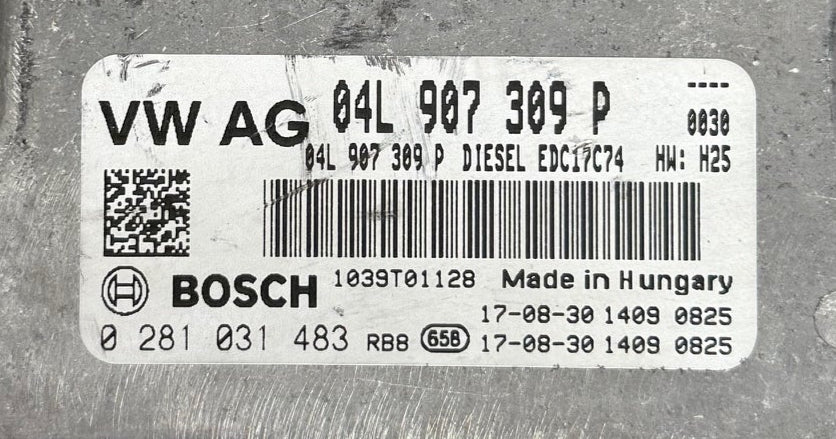 VW AG 04L 907 309 P ----
0030
04L 907 309 P DIESEL EDC17C74 HW: H25
BOSCH 1039T01128 Made in Hungary
17-08-30 1409 0825
0 281 031 483 RB8 658 17-08-30 1409 0825